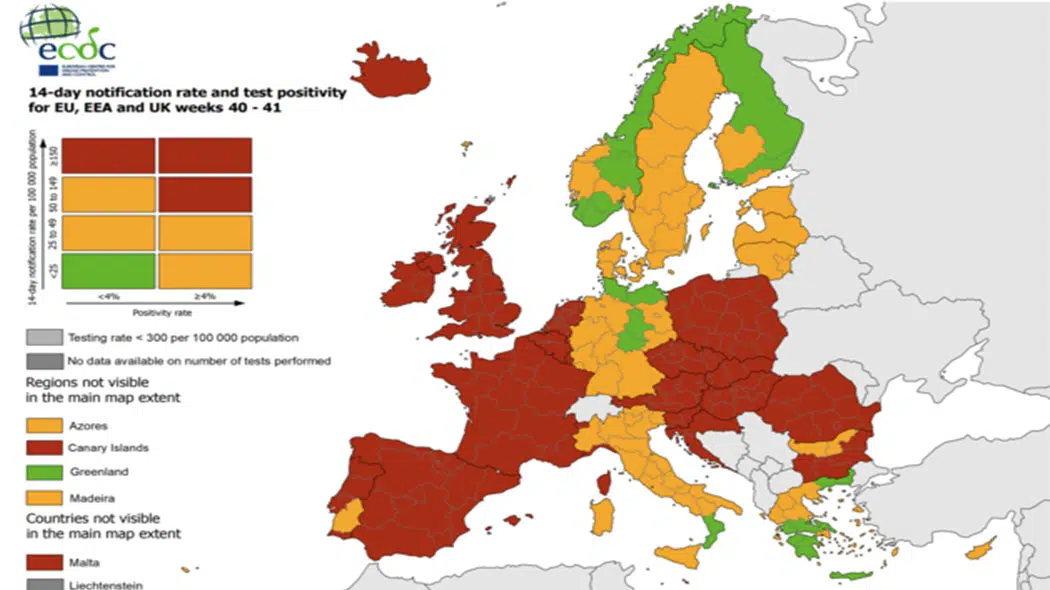 ecdc
EUROPEAN CENTRE FOR
DISEASE PREVENTION
AND CONTROL
14-day notification rate and test positivity
for EU, EEA and UK weeks 40 - 41
14-day notification rate per 100 000 population
≥150
50 to 149
25 to 49
<25
<4%
≥4%
Positivity rate
Testing rate < 300 per 100 000 population
No data available on number of tests performed
Regions not visible
in the main map extent
Azores
Canary Islands
Greenland
Madeira
Countries not visible
in the main map extent
Malta
Liechtenstein